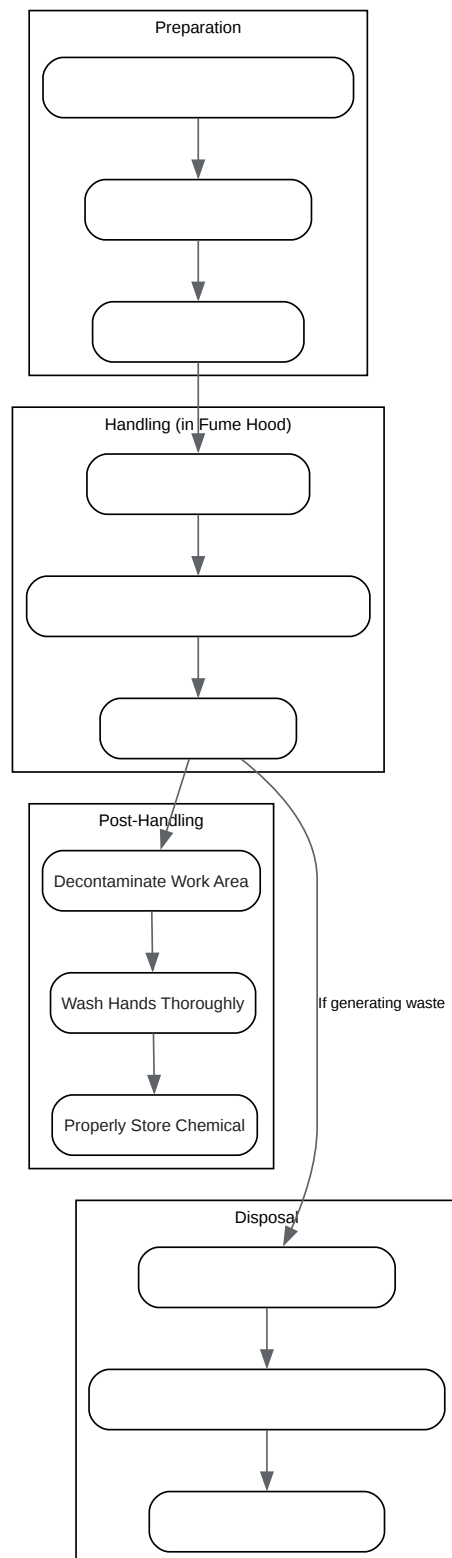 Preparation
Handling (in Fume Hood)
Post-Handling
Decontaminate Work Area
Wash Hands Thoroughly
If generating waste
Properly Store Chemical
Disposal